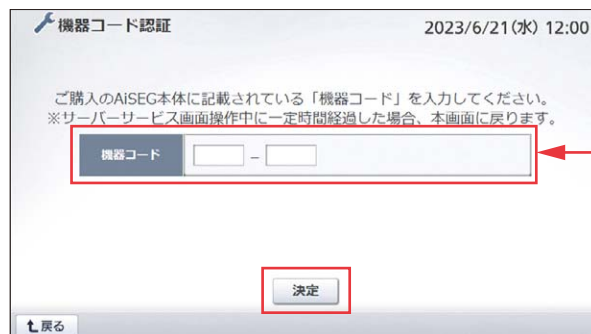 機器コード認証
2023/6/21(水) 12:00
ご購入のAiSEG本体に記載されている「機器コード」を入力してください。
※サーバーサービス画面操作中に一定時間経過した場合、本画面に戻ります。
機器コード –
決定
戻る